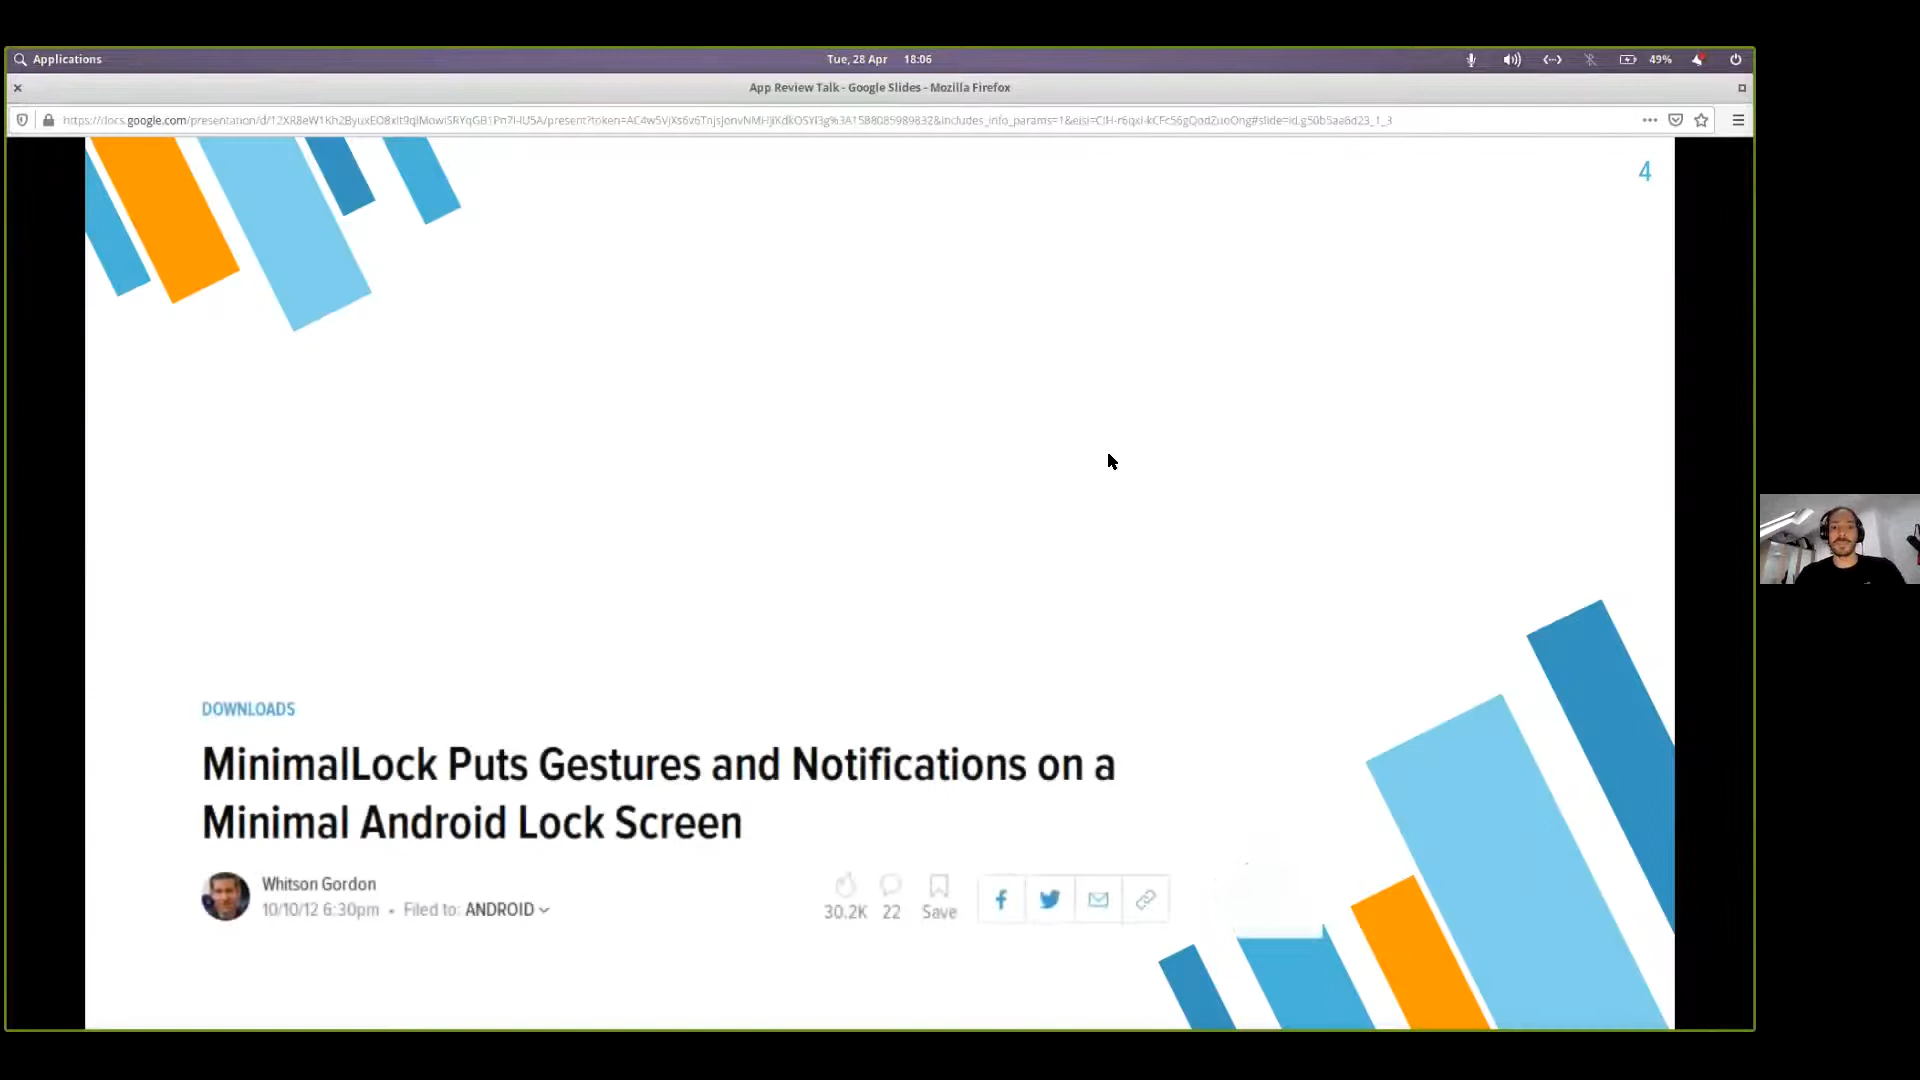 Applications
Tue, 28 Apr 18:06
49%
App Review Talk - Google Slides - Mozilla Firefox
4
DOWNLOADS
MinimalLock Puts Gestures and Notifications on a
Minimal Android Lock Screen
Whitson Gordon
10/10/12 6:30pm • Filed to: ANDROID
30.2K 22 Save